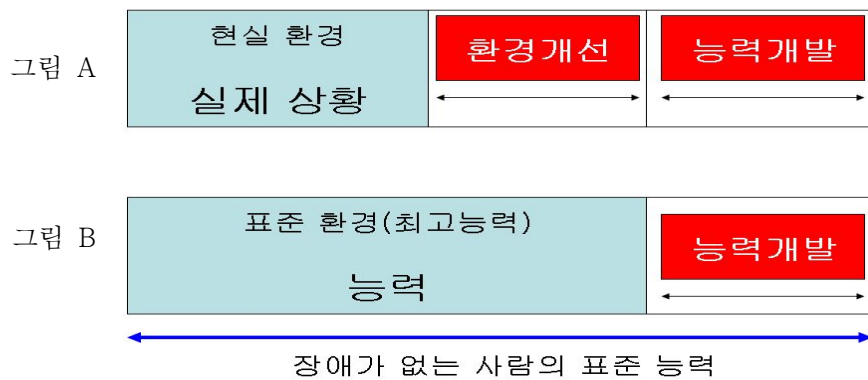 현실 환경
실제 상황
환경개선
능력개발
그림 A
표준 환경(최고능력)
능력
능력개발
그림 B
장애가 없는 사람의 표준 능력